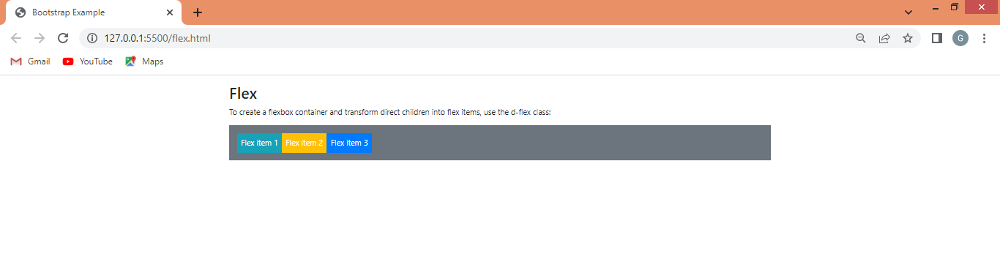 Bootstrap Example
127.0.0.1:5500/flex.html
G
Gmail YouTube Maps
Flex
To create a flexbox container and transform direct children into flex items, use the d-flex class:
Flex item 1 Flex item 2 Flex item 3